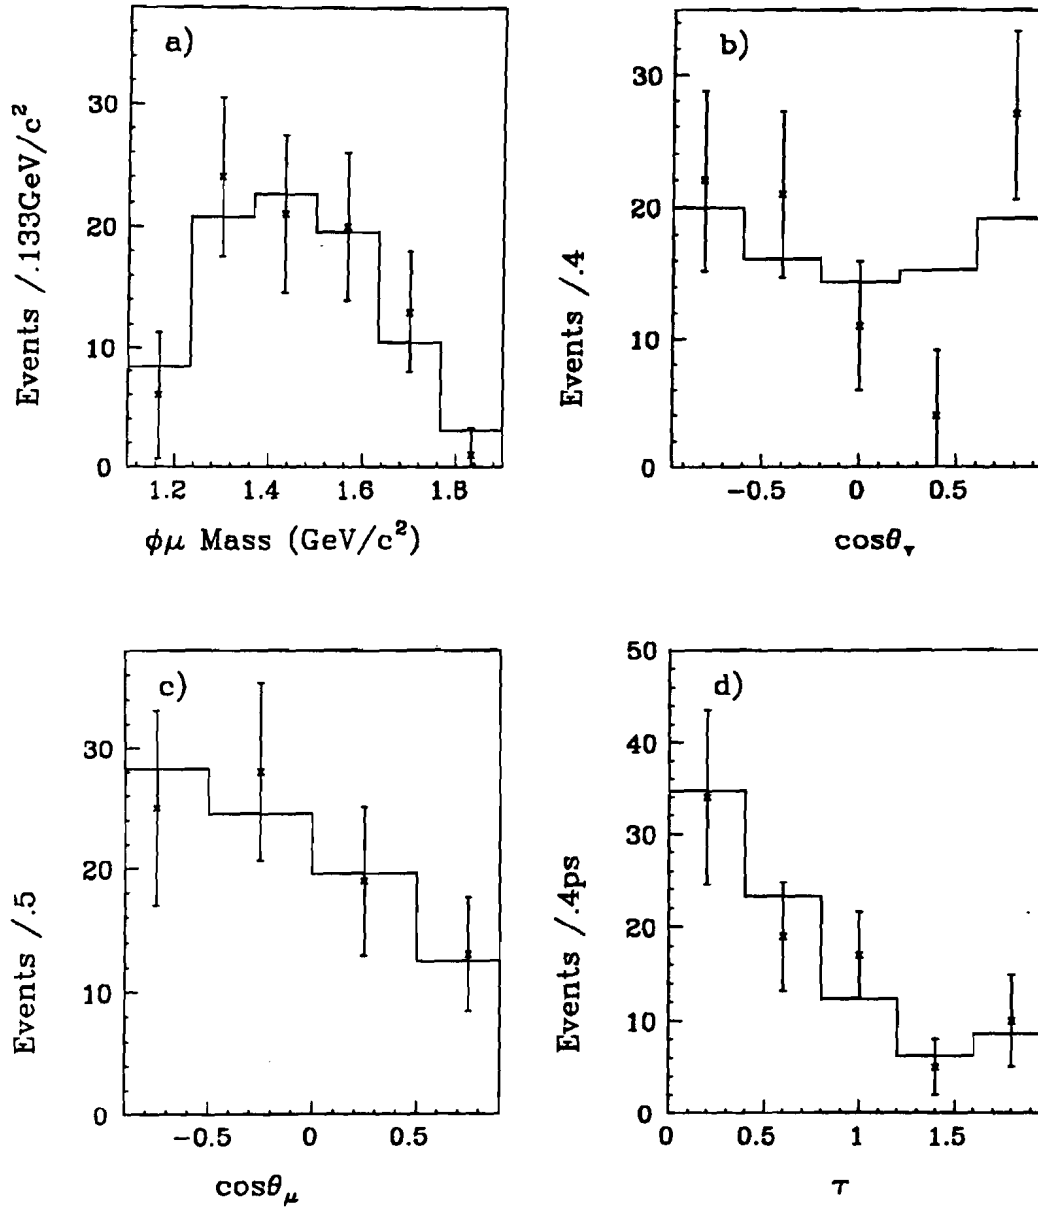 a)
30
20
10
0
1.2 1.4 1.6 1.8
Events /.133GeV/c²
ϕμ Mass (GeV/c²)
b)
30
20
10
0
−0.5 0 0.5
Events /.4
cosθᵥ
c)
30
20
10
0
−0.5 0 0.5
Events /.5
cosθ_μ
d)
50
40
30
20
10
0
0 0.5 1 1.5
Events /.4ps
τ